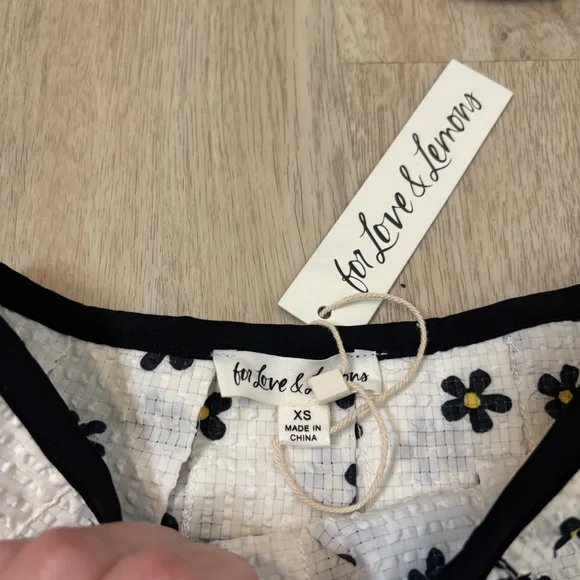 for Love & Lemons
for Love & Lemons
XS
MADE IN
CHINA